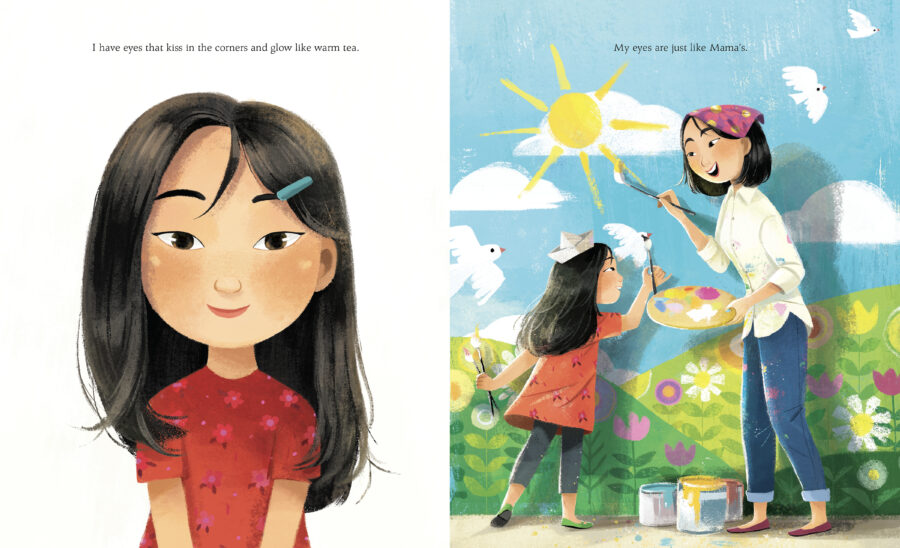 I have eyes that kiss in the corners and glow like warm tea.
My eyes are just like Mama's.